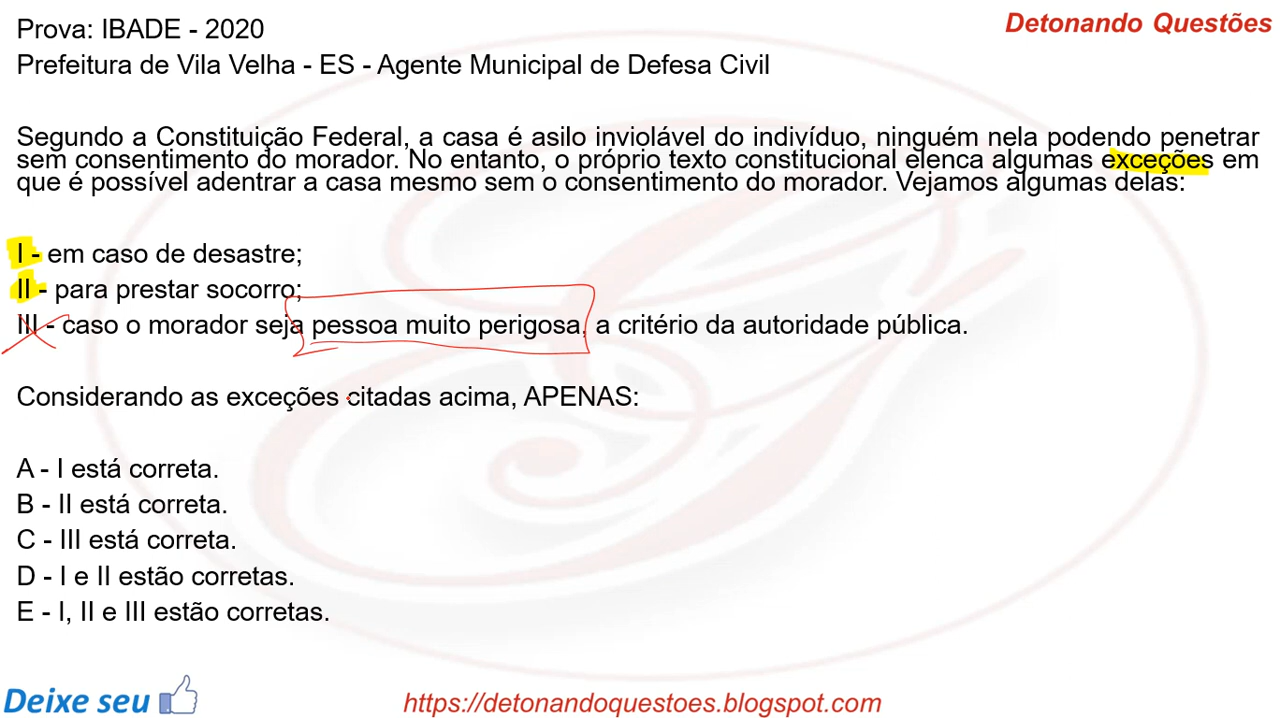 Prova: IBADE - 2020
Detonando Questões
Prefeitura de Vila Velha - ES - Agente Municipal de Defesa Civil
Segundo a Constituição Federal, a casa é asilo inviolável do indivíduo, ninguém nela podendo penetrar
sem consentimento do morador. No entanto, o próprio texto constitucional elenca algumas exceções em
que é possível adentrar a casa mesmo sem o consentimento do morador. Vejamos algumas delas:
I - em caso de desastre;
II - para prestar socorro;
III - caso o morador seja pessoa muito perigosa, a critério da autoridade pública.
Considerando as exceções citadas acima, APENAS:
A - I está correta.
B - II está correta.
C - III está correta.
D - I e II estão corretas.
E - I, II e III estão corretas.
Deixe seu
https://detonandoquestoes.blogspot.com